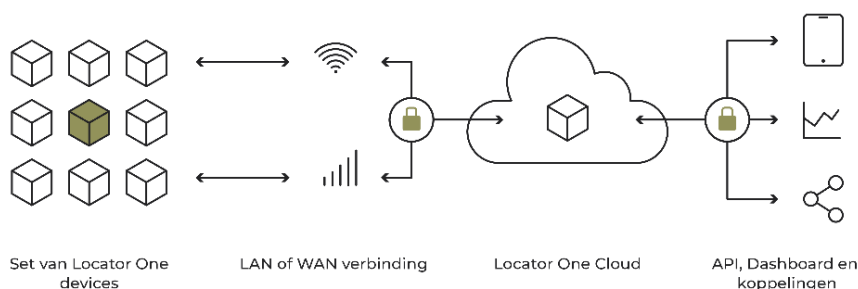 Set van Locator One
devices
LAN of WAN verbinding
Locator One Cloud
API, Dashboard en
koppelingen